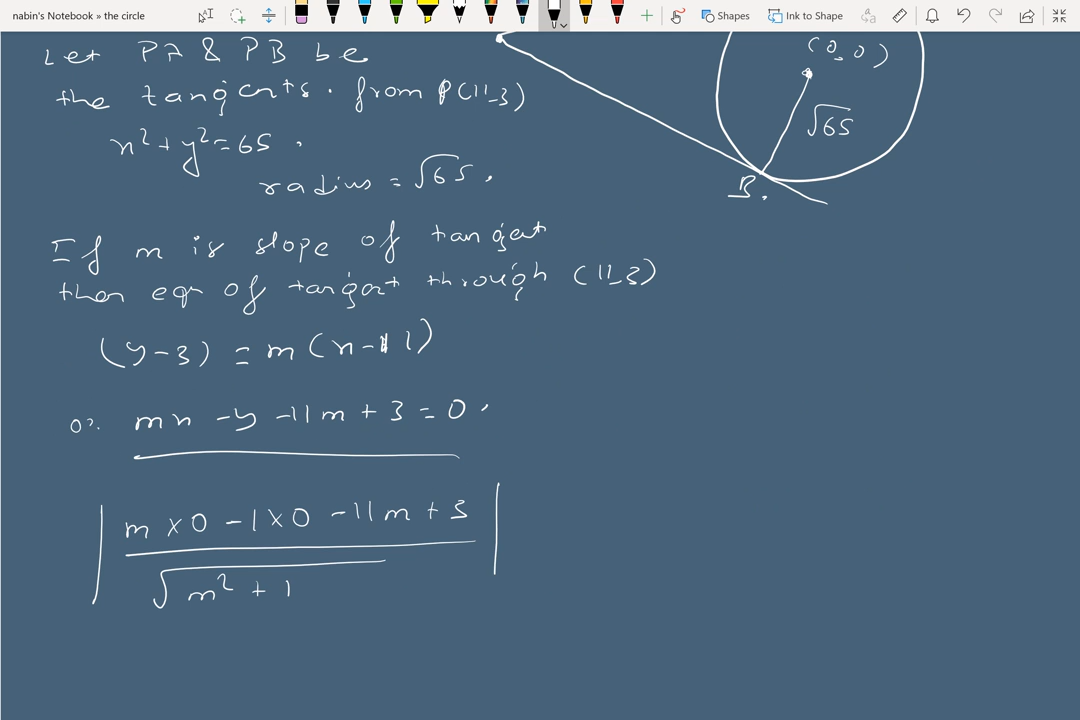 nabin's Notebook » the circle
Shapes Ink to Shape
Let PA & PB be
the tangents. from P(11,3)
x²+y²=65.
radius = √65.
(0,0)
√65
B.
If m is slope of tangent
then eqn of tangent through (11,3)
(y-3) = m(x-11)
or mx -y -11m +3 =0.
| m×0 -1×0 -11m +3 |
√m²+1